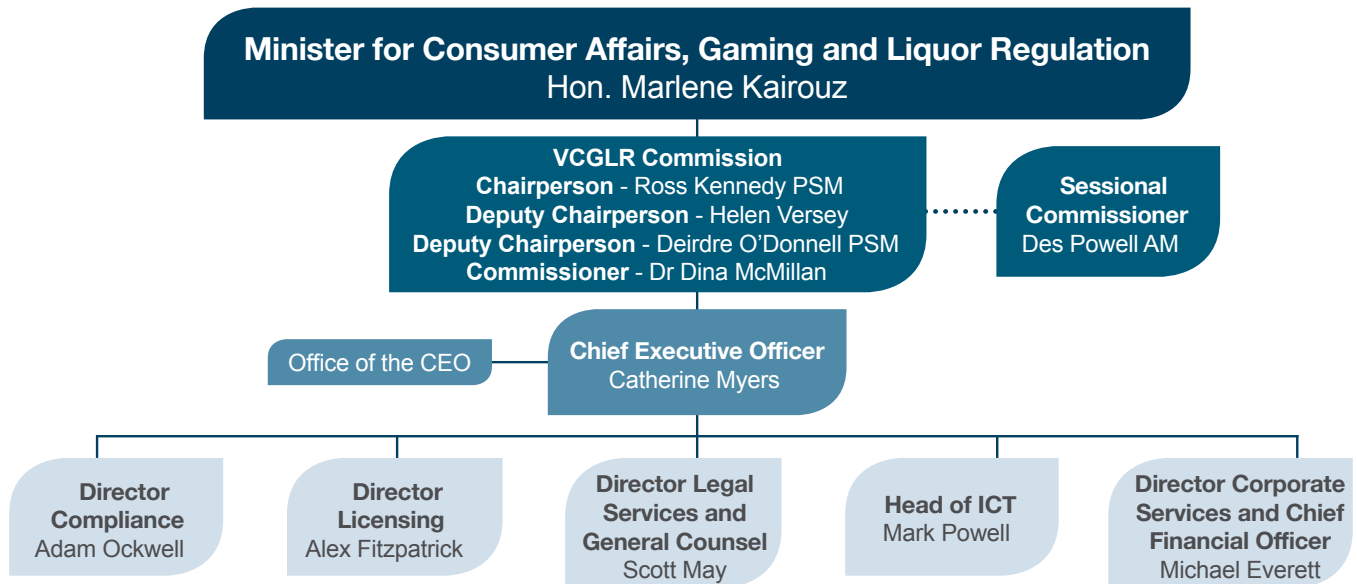 Minister for Consumer Affairs, Gaming and Liquor Regulation
Hon. Marlene Kairouz
VCGLR Commission
Chairperson - Ross Kennedy PSM
Deputy Chairperson - Helen Versey
Deputy Chairperson - Deirdre O’Donnell PSM
Commissioner - Dr Dina McMillan
Sessional
Commissioner
Des Powell AM
Office of the CEO
Chief Executive Officer
Catherine Myers
Director
Compliance
Adam Ockwell
Director
Licensing
Alex Fitzpatrick
Director Legal
Services and
General Counsel
Scott May
Head of ICT
Mark Powell
Director Corporate
Services and Chief
Financial Officer
Michael Everett